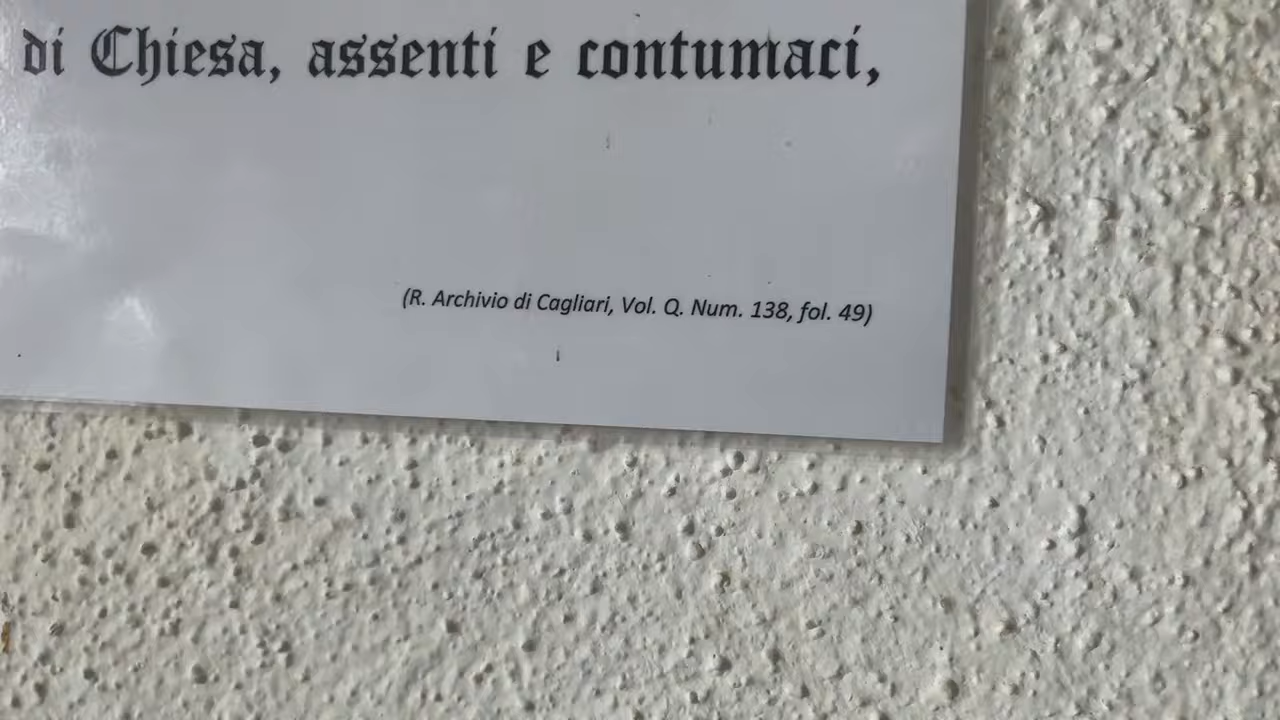 di Chiesa, assenti e contumaci,
(R. Archivio di Cagliari, Vol. Q. Num. 138, fol. 49)